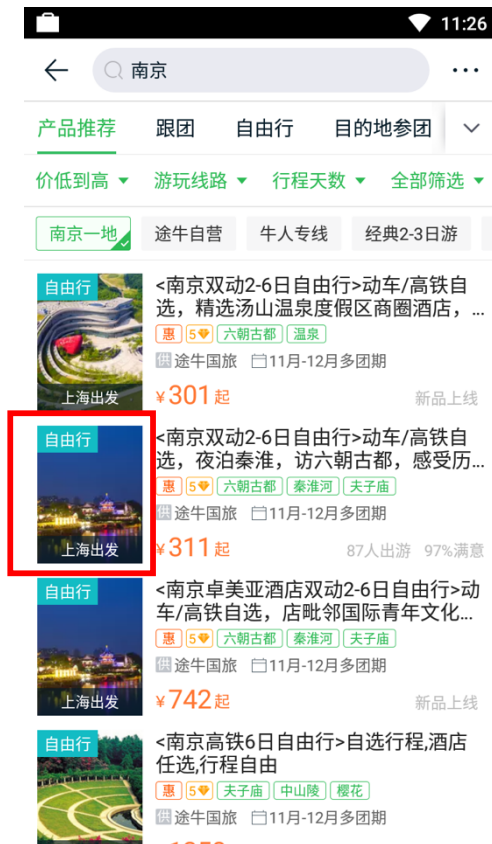 11:26
南京
产品推荐 跟团 自由行 目的地参团
价低到高 游玩线路 行程天数 全部筛选
南京一地 途牛自营 牛人专线 经典2-3日游
自由行
上海出发
<南京双动2-6日自由行>动车/高铁自
选，精选汤山温泉度假区商圈酒店，...
惠 5 六朝古都 温泉
供 途牛国旅 11月-12月多团期
¥301起 新品上线
自由行
上海出发
<南京双动2-6日自由行>动车/高铁自
选，夜泊秦淮，访六朝古都，感受历...
惠 5 六朝古都 秦淮河 夫子庙
供 途牛国旅 11月-12月多团期
¥311起 87人出游 97%满意
自由行
上海出发
<南京卓美亚酒店双动2-6日自由行>动
车/高铁自选，店毗邻国际青年文化...
惠 5 六朝古都 秦淮河 夫子庙
供 途牛国旅 11月-12月多团期
¥742起 新品上线
自由行
<南京高铁6日自由行>自选行程,酒店
任选,行程自由
惠 5 夫子庙 中山陵 樱花
供 途牛国旅 11月-12月多团期